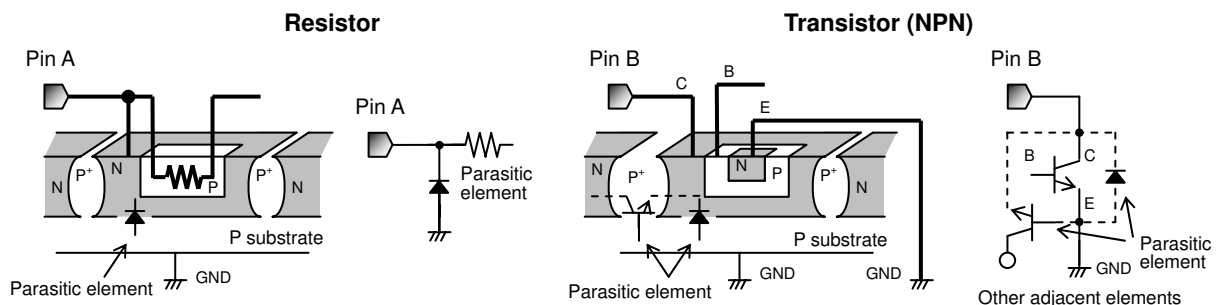 Resistor
Transistor (NPN)
Pin A
Pin A
N
P+
N
P
P+
N
Parasitic element
P substrate
GND
Parasitic
element
Pin B
C
B
E
N
P+
N
P
P+
N
P substrate
Parasitic element
GND
GND
Pin B
B
C
E
GND
Parasitic
element
Other adjacent elements